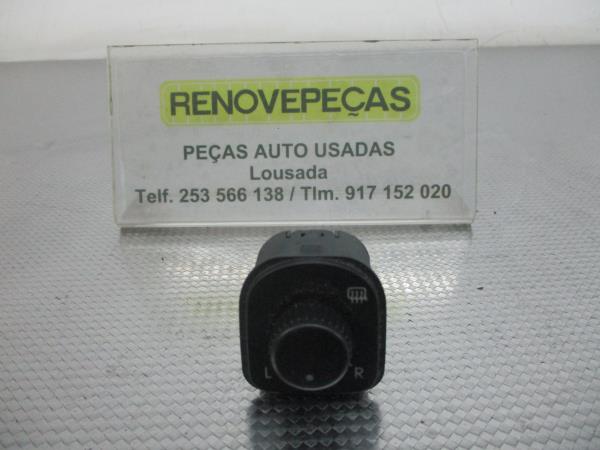 RENOVEPEÇAS
PEÇAS AUTO USADAS
Lousada
Telf. 253 566 138 / Tlm. 917 152 020
L R